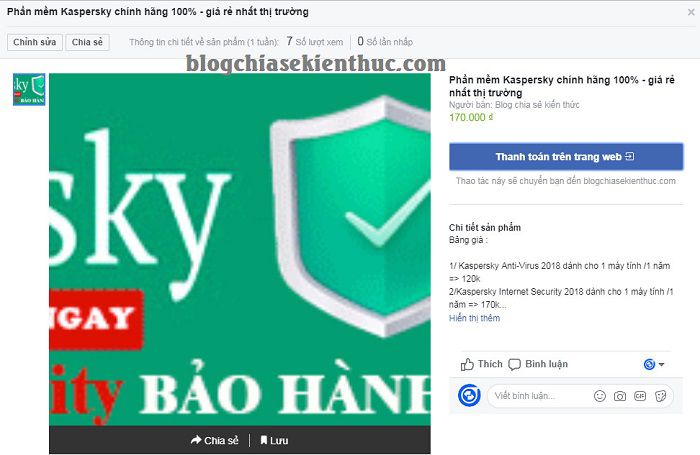 Phần mềm Kaspersky chính hãng 100% - giá rẻ nhất thị trường
Chỉnh sửa
Chia sẻ
Thông tin chi tiết về sản phẩm (1 tuần): 7 Số lượt xem 0 Số lần nhấp
blogchiasekienthuc.com
sky
BẢO HÀN
sky
NGAY
ity BẢO HÀNH
Chia sẻ
Lưu
Phần mềm Kaspersky chính hãng 100% - giá rẻ
nhất thị trường
Người bán: Blog chia sẻ kiến thức
170.000 ₫
Thanh toán trên trang web
Thao tác này sẽ chuyển bạn đến blogchiasekienthuc.com
Chi tiết sản phẩm
Bảng giá :
1/ Kaspersky Anti-Virus 2018 dành cho 1 máy tính /1 năm
=> 120k
2/Kaspersky Internet Security 2018 dành cho 1 máy tính /1
năm => 170k...
Hiển thị thêm
Thích
Bình luận
Viết bình luận...
GIF